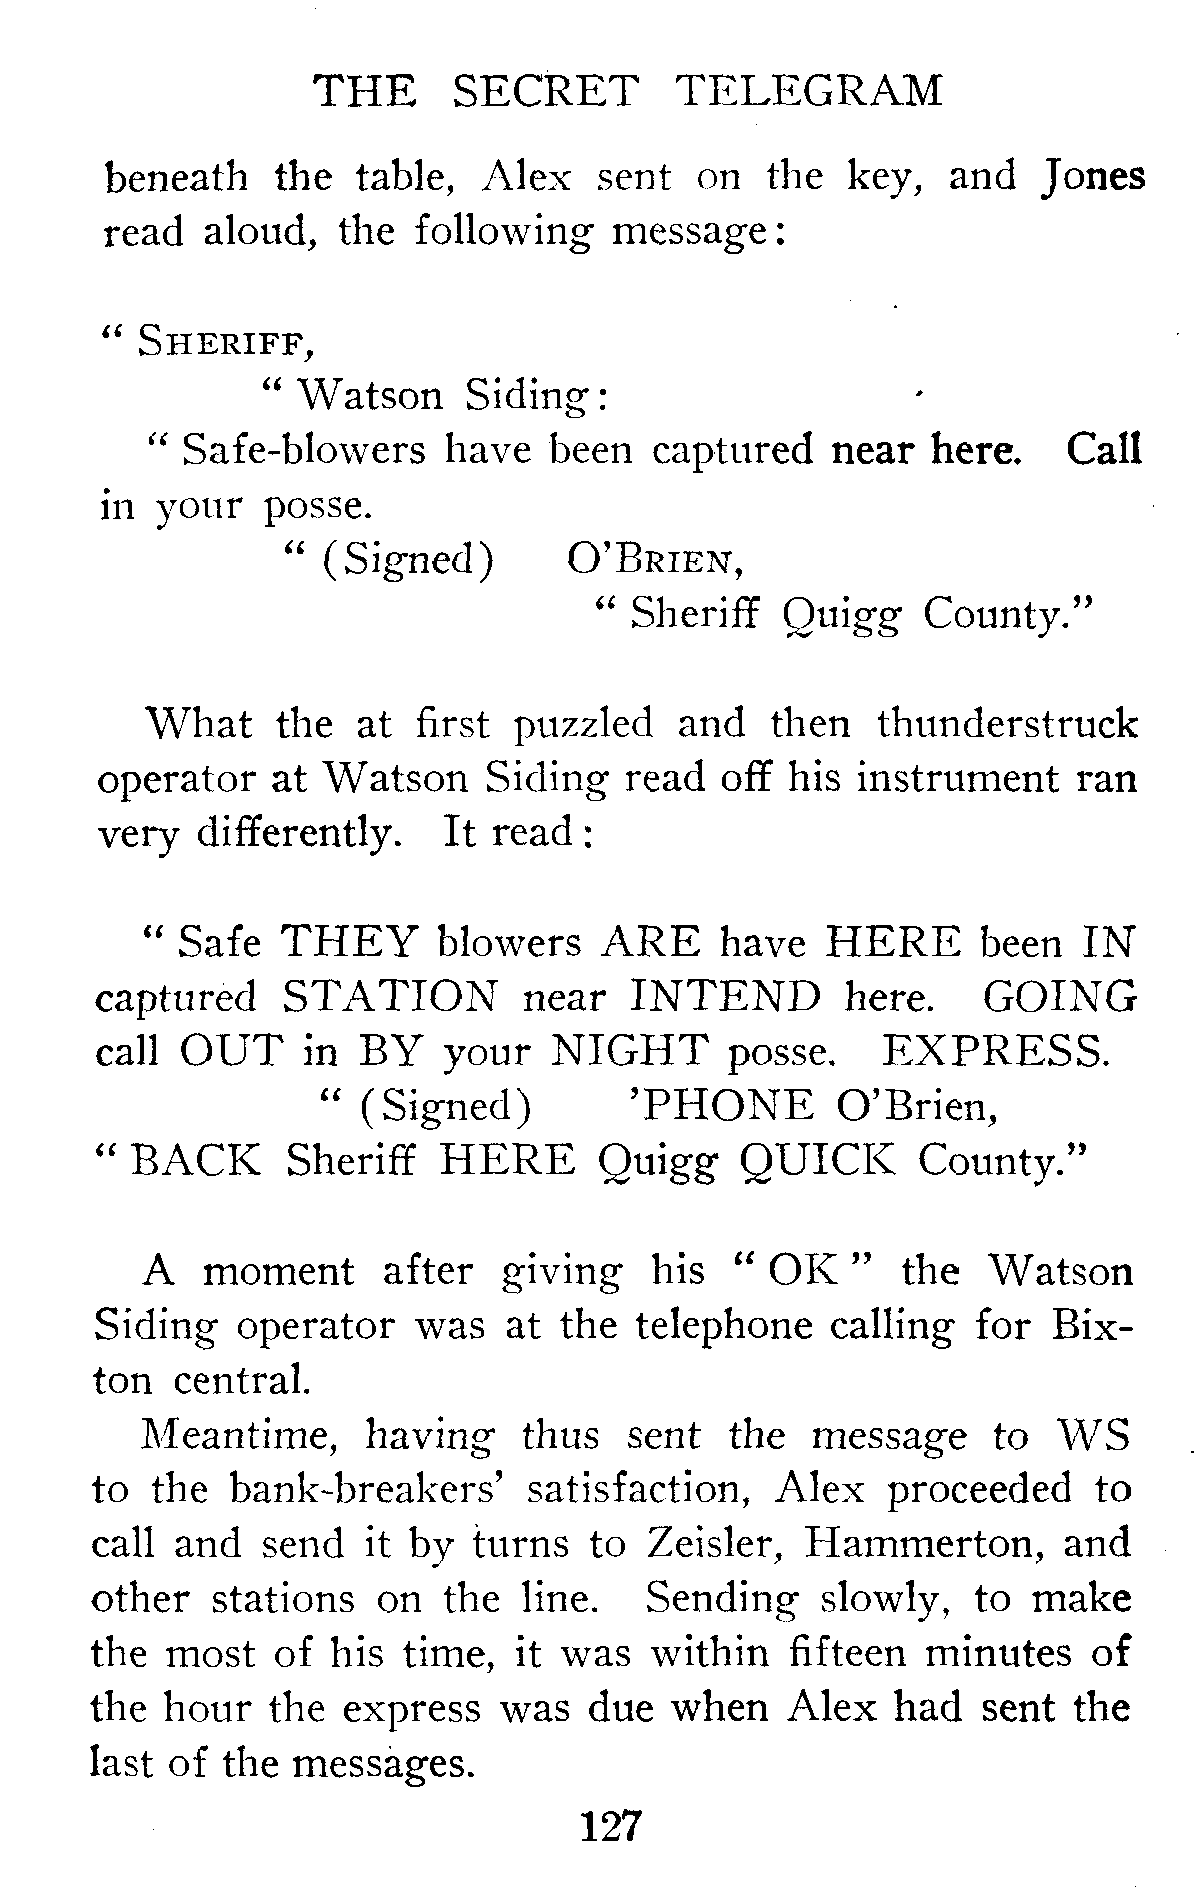 THE SECRET TELEGRAM
beneath the table, Alex sent on the key, and Jones
read aloud, the following message:
“ SHERIFF,
“ Watson Siding:
“ Safe-blowers have been captured near here. Call
in your posse.
“ (Signed) O’BRIEN,
“ Sheriff Quigg County.”
What the at first puzzled and then thunderstruck
operator at Watson Siding read off his instrument ran
very differently. It read:
“ Safe THEY blowers ARE have HERE been IN
captured STATION near INTEND here. GOING
call OUT in BY your NIGHT posse. EXPRESS.
“ (Signed) ’PHONE O’Brien,
“ BACK Sheriff HERE Quigg QUICK County.”
A moment after giving his “ OK ” the Watson
Siding operator was at the telephone calling for Bix-
ton central.
Meantime, having thus sent the message to WS
to the bank-breakers’ satisfaction, Alex proceeded to
call and send it by turns to Zeisler, Hammerton, and
other stations on the line. Sending slowly, to make
the most of his time, it was within fifteen minutes of
the hour the express was due when Alex had sent the
last of the messages.
127